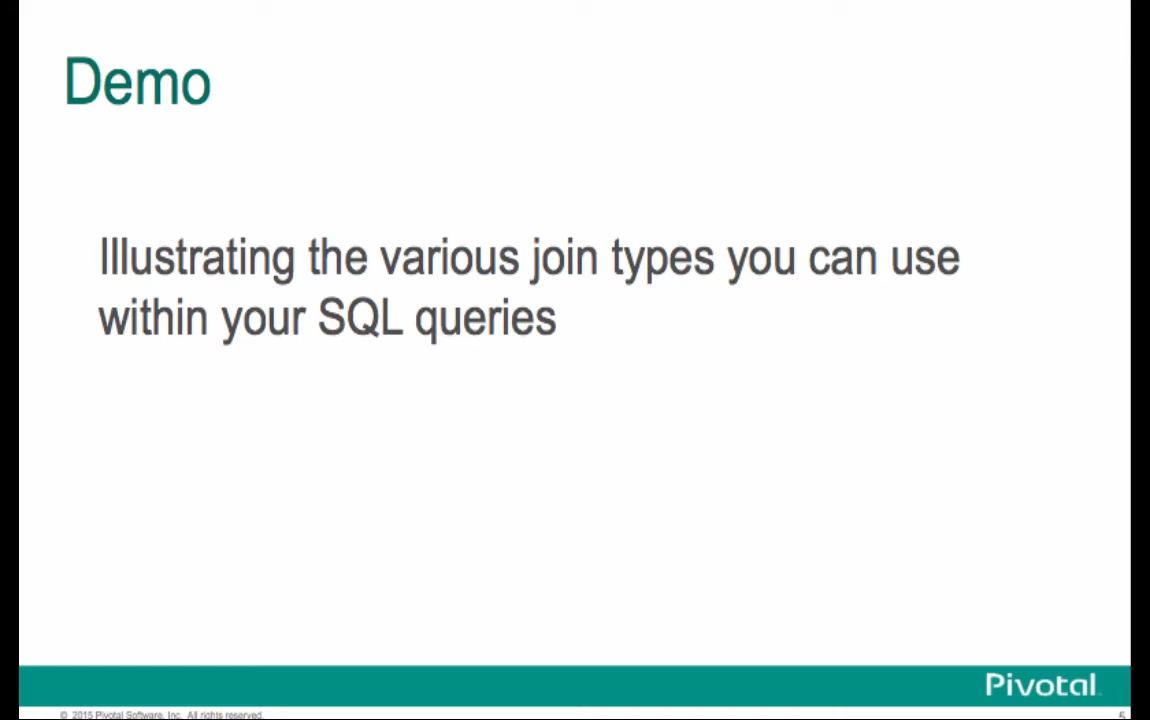 Demo
Illustrating the various join types you can use
within your SQL queries
Pivotal
© 2015 Pivotal Software, Inc. All rights reserved.
5